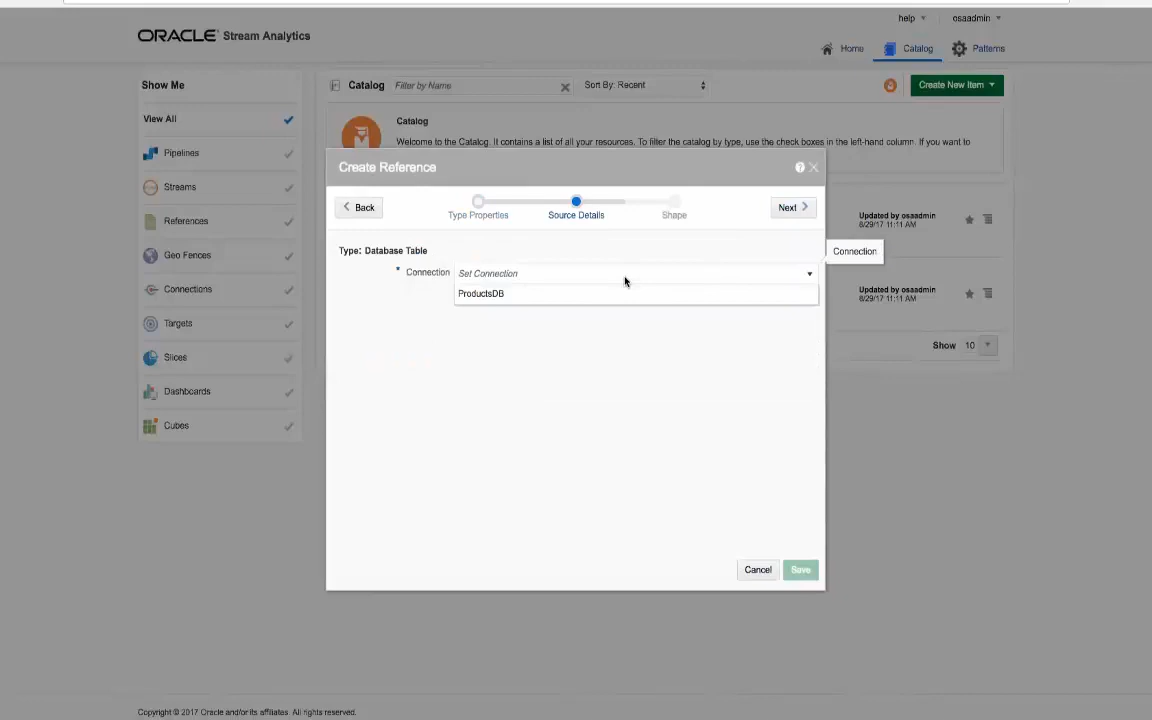 help
osaadmin
ORACLE Stream Analytics
Home
Catalog
Patterns
Show Me
View All
Pipelines
Streams
References
Geo Fences
Connections
Targets
Slices
Dashboards
Cubes
Catalog
Filter by Name
Sort By: Recent
Create New Item
Catalog
Welcome to the Catalog. It contains a list of all your resources. To filter the catalog by type, use the check boxes in the left-hand column. If you want to
Create Reference
Back
Type Properties
Source Details
Shape
Next
Type: Database Table
* Connection
Set Connection
ProductsDB
Connection
Cancel
Save
Updated by osaadmin
8/29/17 11:11 AM
Updated by osaadmin
8/29/17 11:11 AM
Show 10
Copyright © 2017 Oracle and/or its affiliates. All rights reserved.